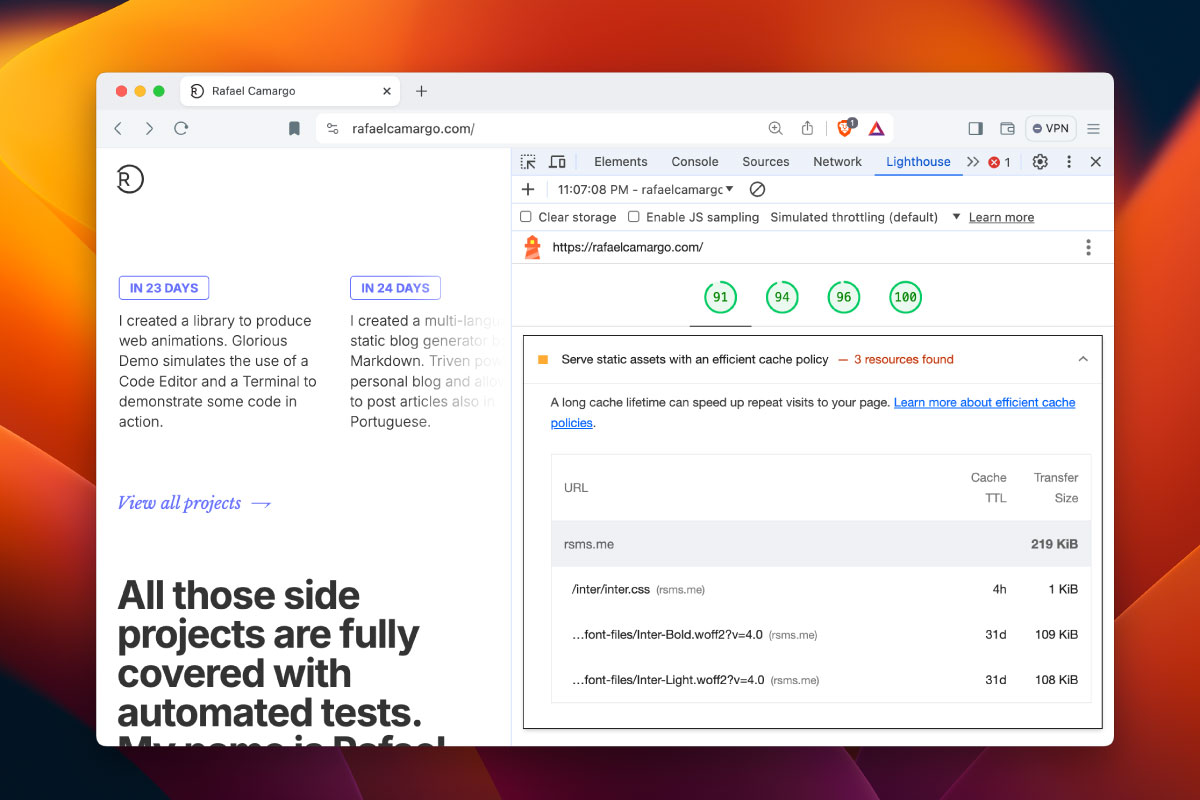 Rafael Camargo
rafaelcamargo.com/
1
VPN
R
IN 23 DAYS
I created a library to produce
web animations. Glorious
Demo simulates the use of a
Code Editor and a Terminal to
demonstrate some code in
action.
IN 24 DAYS
I created a multi-langu
static blog generator b
Markdown. Triven pow
personal blog and allo
to post articles also in
Portuguese.
View all projects →
All those side
projects are fully
covered with
automated tests.
My name is Rafael
Elements Console Sources Network Lighthouse 1
11:07:08 PM - rafaelcamargo
Clear storage Enable JS sampling Simulated throttling (default) Learn more
https://rafaelcamargo.com/
91 94 96 100
Serve static assets with an efficient cache policy — 3 resources found
A long cache lifetime can speed up repeat visits to your page. Learn more about efficient cache
policies.
URL Cache TTL Transfer Size
rsms.me 219 KiB
/inter/inter.css (rsms.me) 4h 1 KiB
…font-files/Inter-Bold.woff2?v=4.0 (rsms.me) 31d 109 KiB
…font-files/Inter-Light.woff2?v=4.0 (rsms.me) 31d 108 KiB